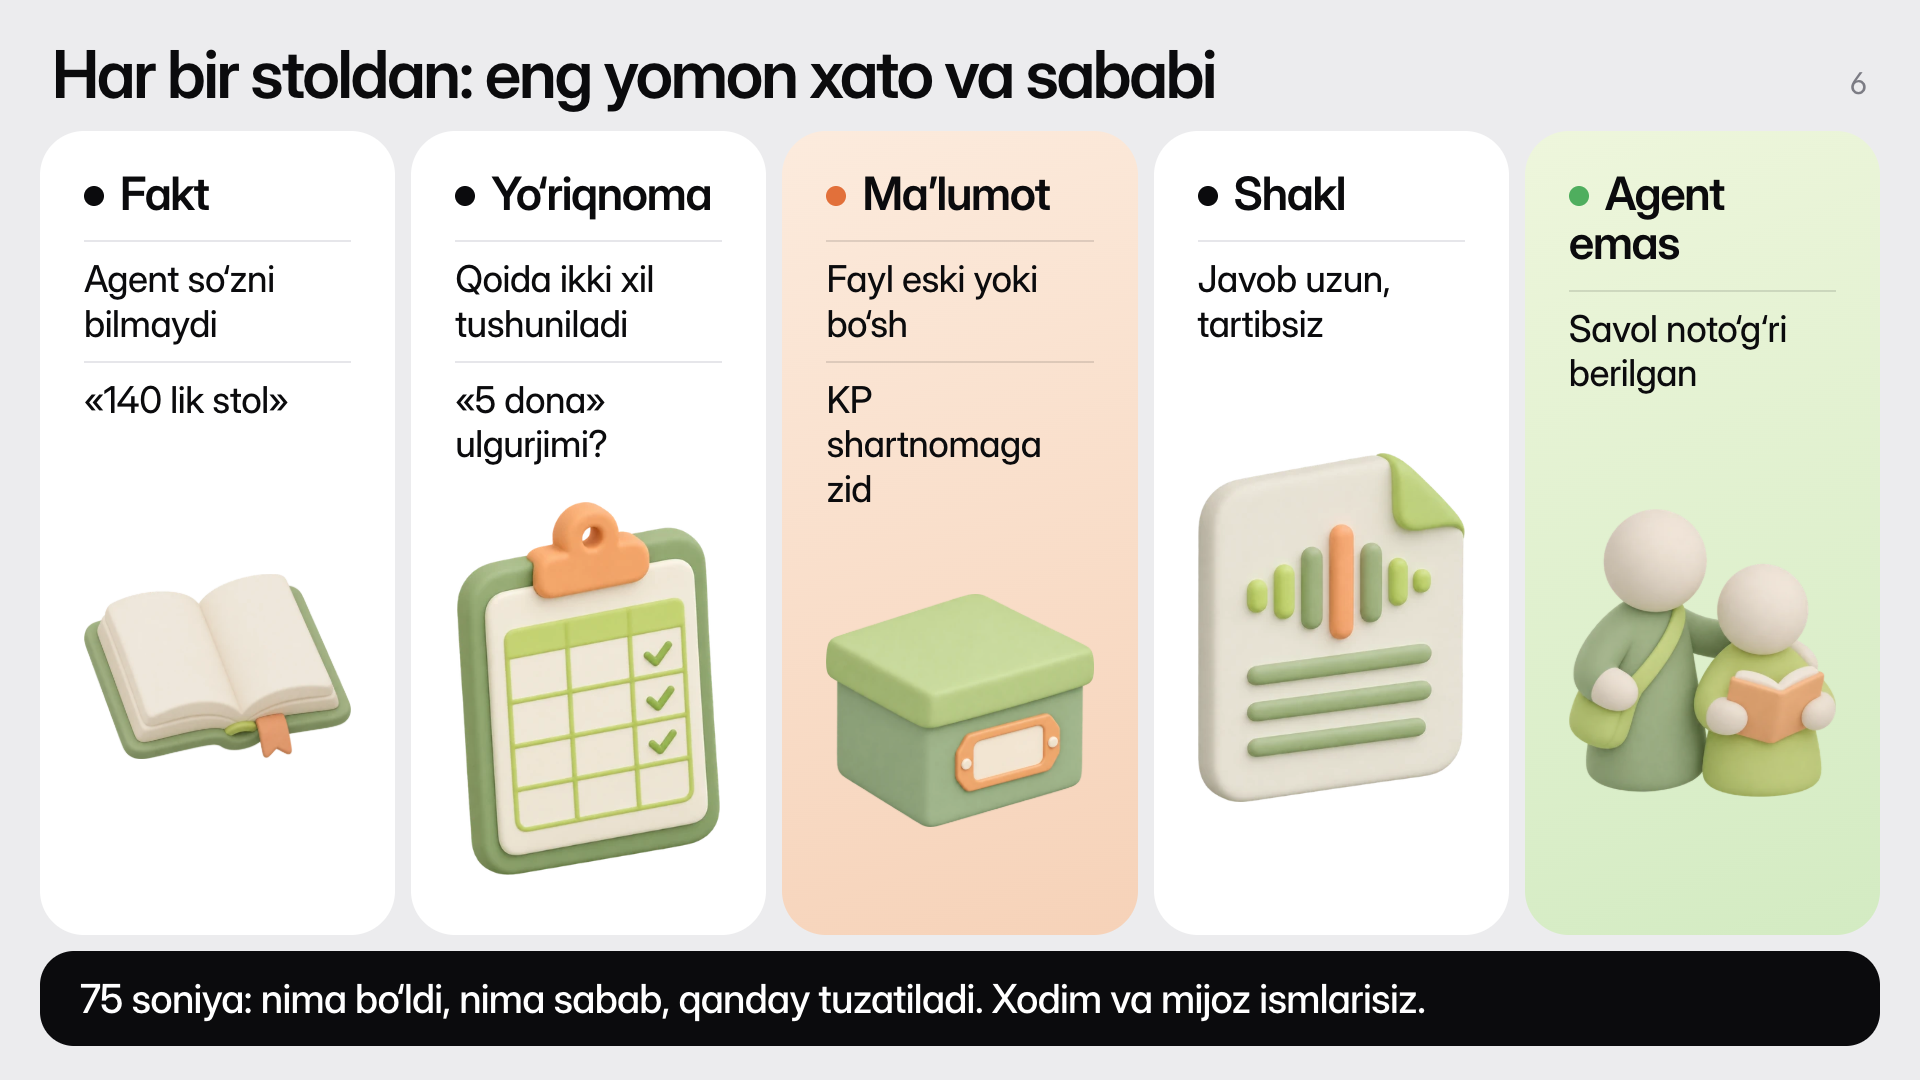 Har bir stoldan: eng yomon xato va sababi
6
Fakt
Agent so‘zni
bilmaydi
«140 lik stol»
Yo‘riqnoma
Qoida ikki xil
tushuniladi
«5 dona»
ulgurjimi?
Ma’lumot
Fayl eski yoki
bo‘sh
KP
shartnomaga
zid
Shakl
Javob uzun,
tartibsiz
Agent
emas
Savol noto‘g‘ri
berilgan
75 soniya: nima bo‘ldi, nima sabab, qanday tuzatiladi. Xodim va mijoz ismlarisiz.